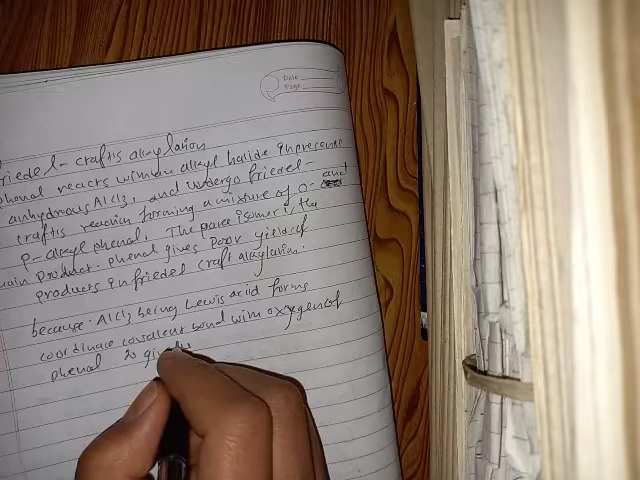 Date
Page
riedel-crafts alkylation
phenol reacts with an alkyl halide in presence
anhydrous AlCl3, and undergo friedel-
crafts reaction forming a mixture of o- and
p-alkyl phenol. The para isomer is the
main product. phenol gives poor yield of
products in friedel craft alkylation.
because. AlCl3 being Lewis acid forms
coordinate covalent bond with oxygen of
phenol